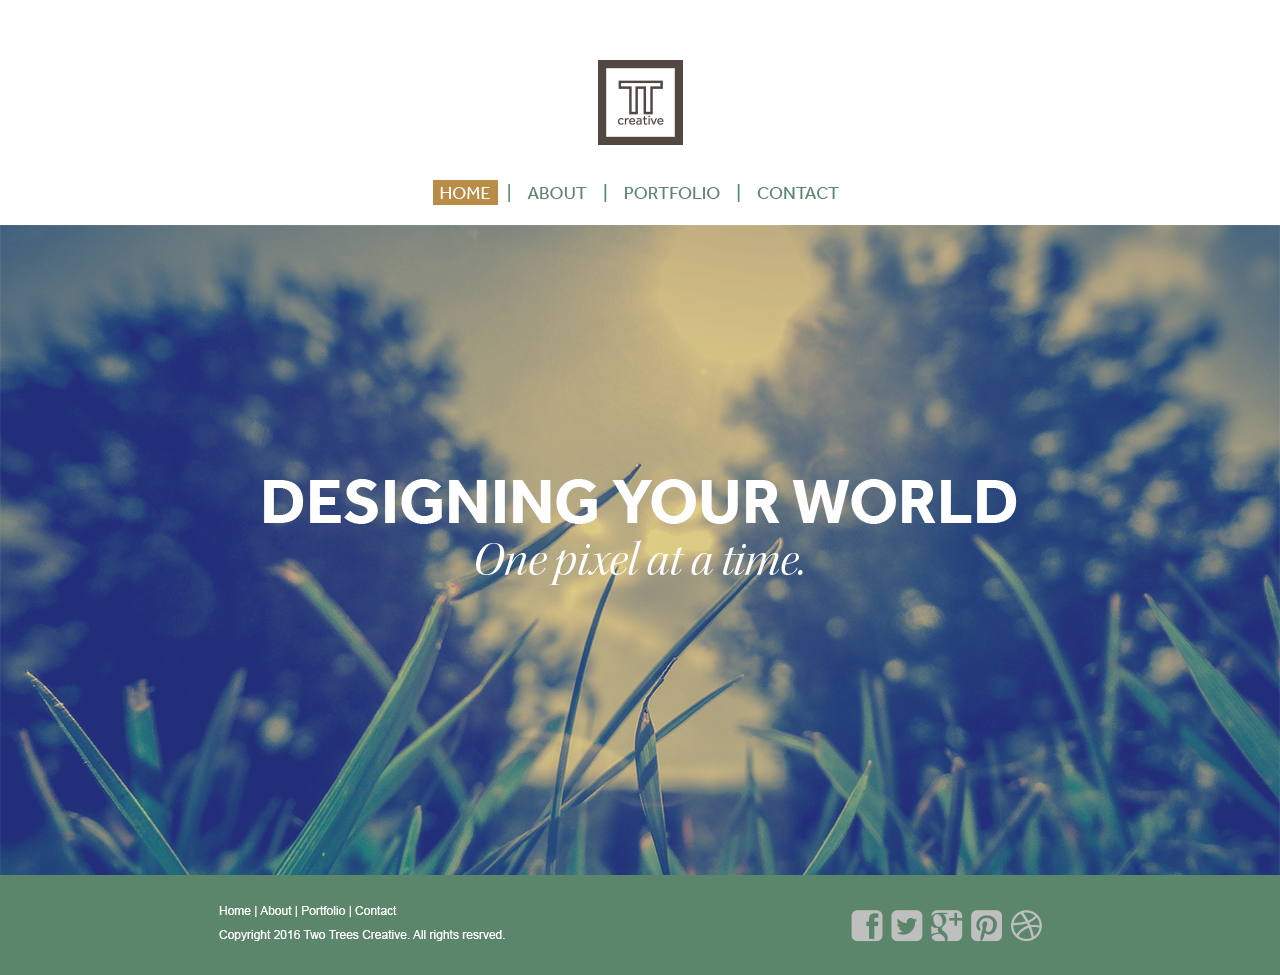 TT
creative
HOME | ABOUT | PORTFOLIO | CONTACT
DESIGNING YOUR WORLD
One pixel at a time.
Home | About | Portfolio | Contact
Copyright 2016 Two Trees Creative. All rights resrved.